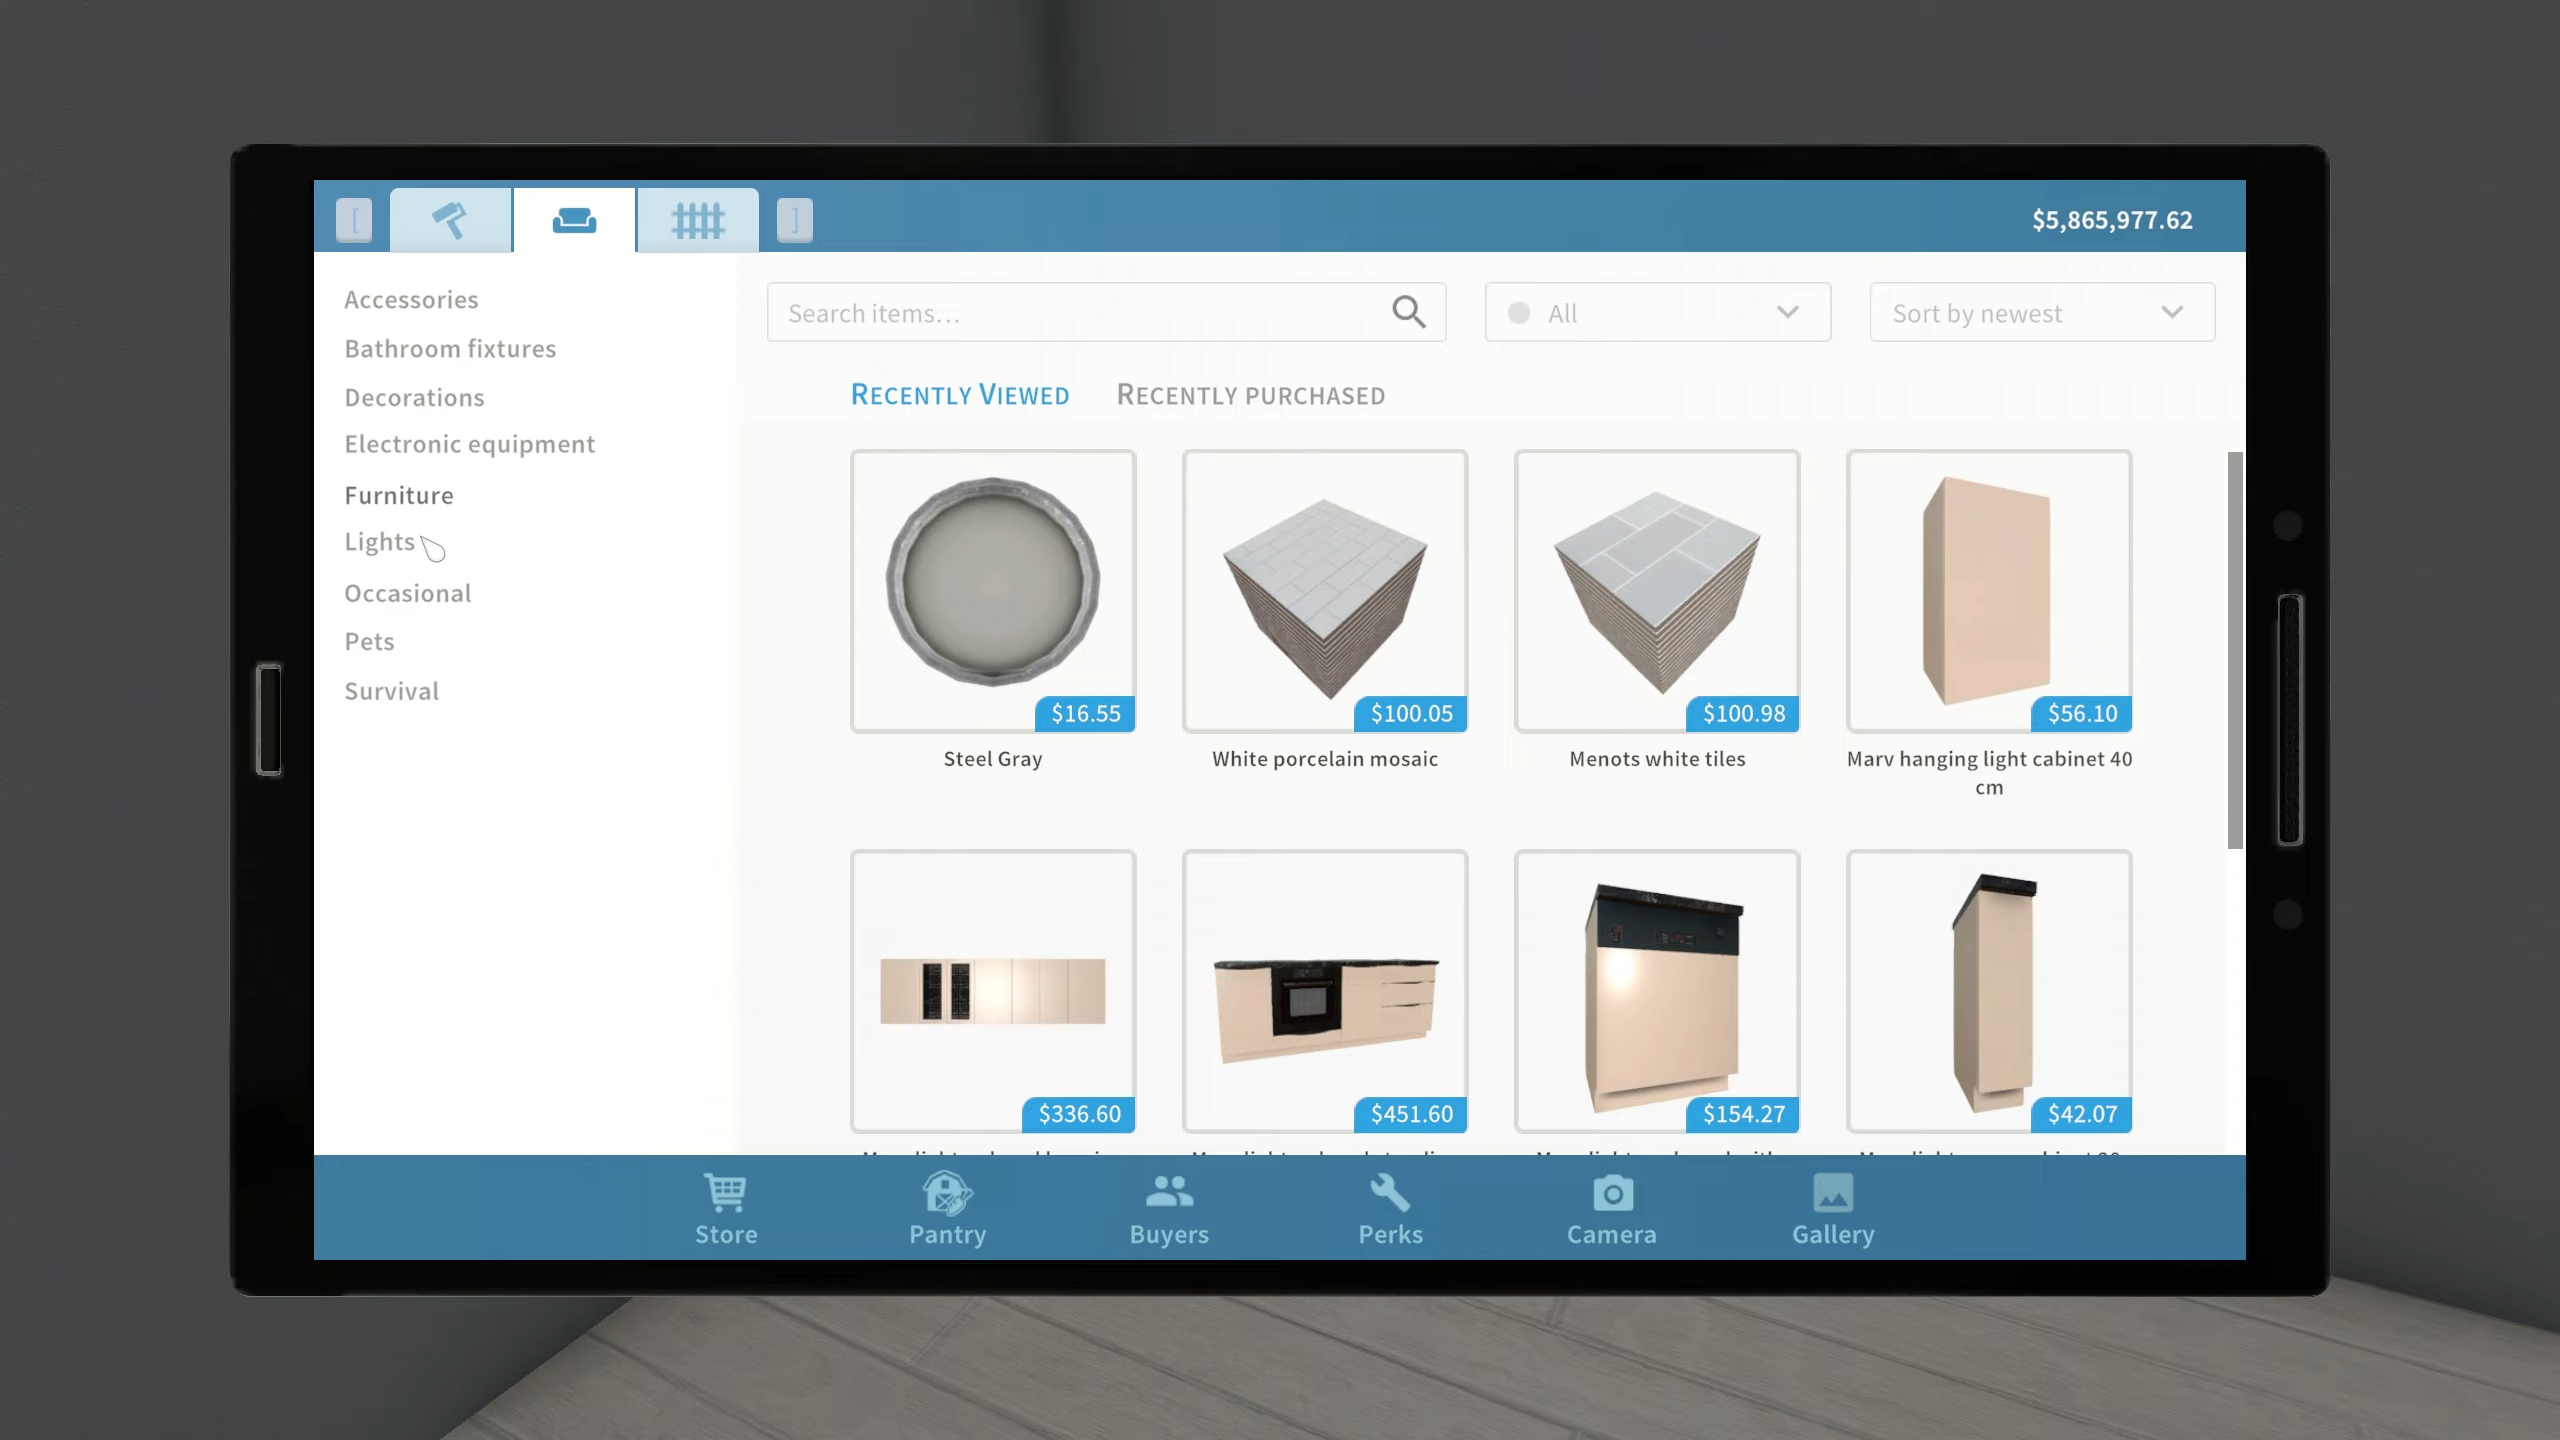 [
]
$5,865,977.62
Accessories
Bathroom fixtures
Decorations
Electronic equipment
Furniture
Lights
Occasional
Pets
Survival
Search items...
All
Sort by newest
RECENTLY VIEWED
RECENTLY PURCHASED
$16.55
$100.05
$100.98
$56.10
Steel Gray
White porcelain mosaic
Menots white tiles
Marv hanging light cabinet 40
cm
$336.60
$451.60
$154.27
$42.07
Store
Pantry
Buyers
Perks
Camera
Gallery